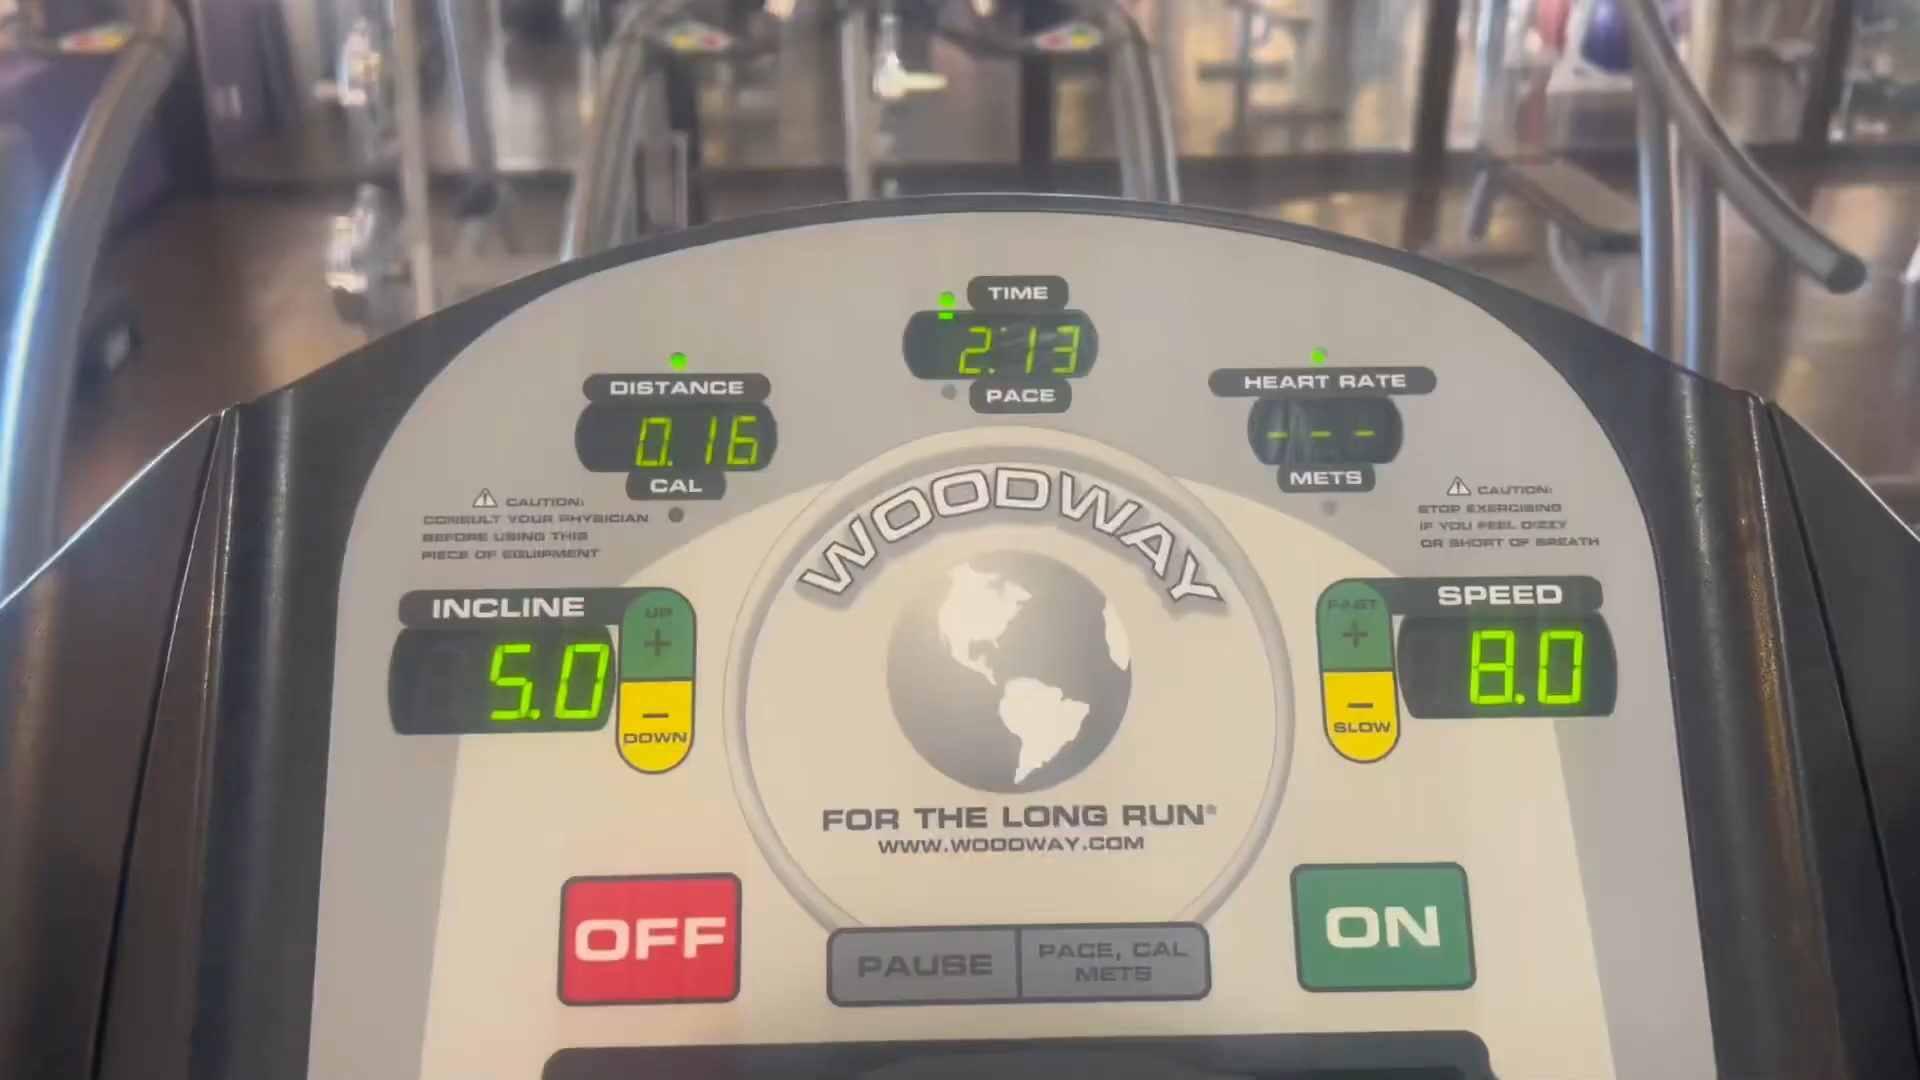 TIME
2:13
PACE
DISTANCE
0.16
CAL
HEART RATE
---
METS
CAUTION:
CONSULT YOUR PHYSICIAN
BEFORE USING THIS
PIECE OF EQUIPMENT
CAUTION:
STOP EXERCISING
IF YOU FEEL DIZZY
OR SHORT OF BREATH
WOODWAY
INCLINE
5.0
UP
+
-
DOWN
SPEED
8.0
FAST
+
-
SLOW
FOR THE LONG RUN®
WWW.WOODWAY.COM
OFF
PAUSE
PACE, CAL
METS
ON